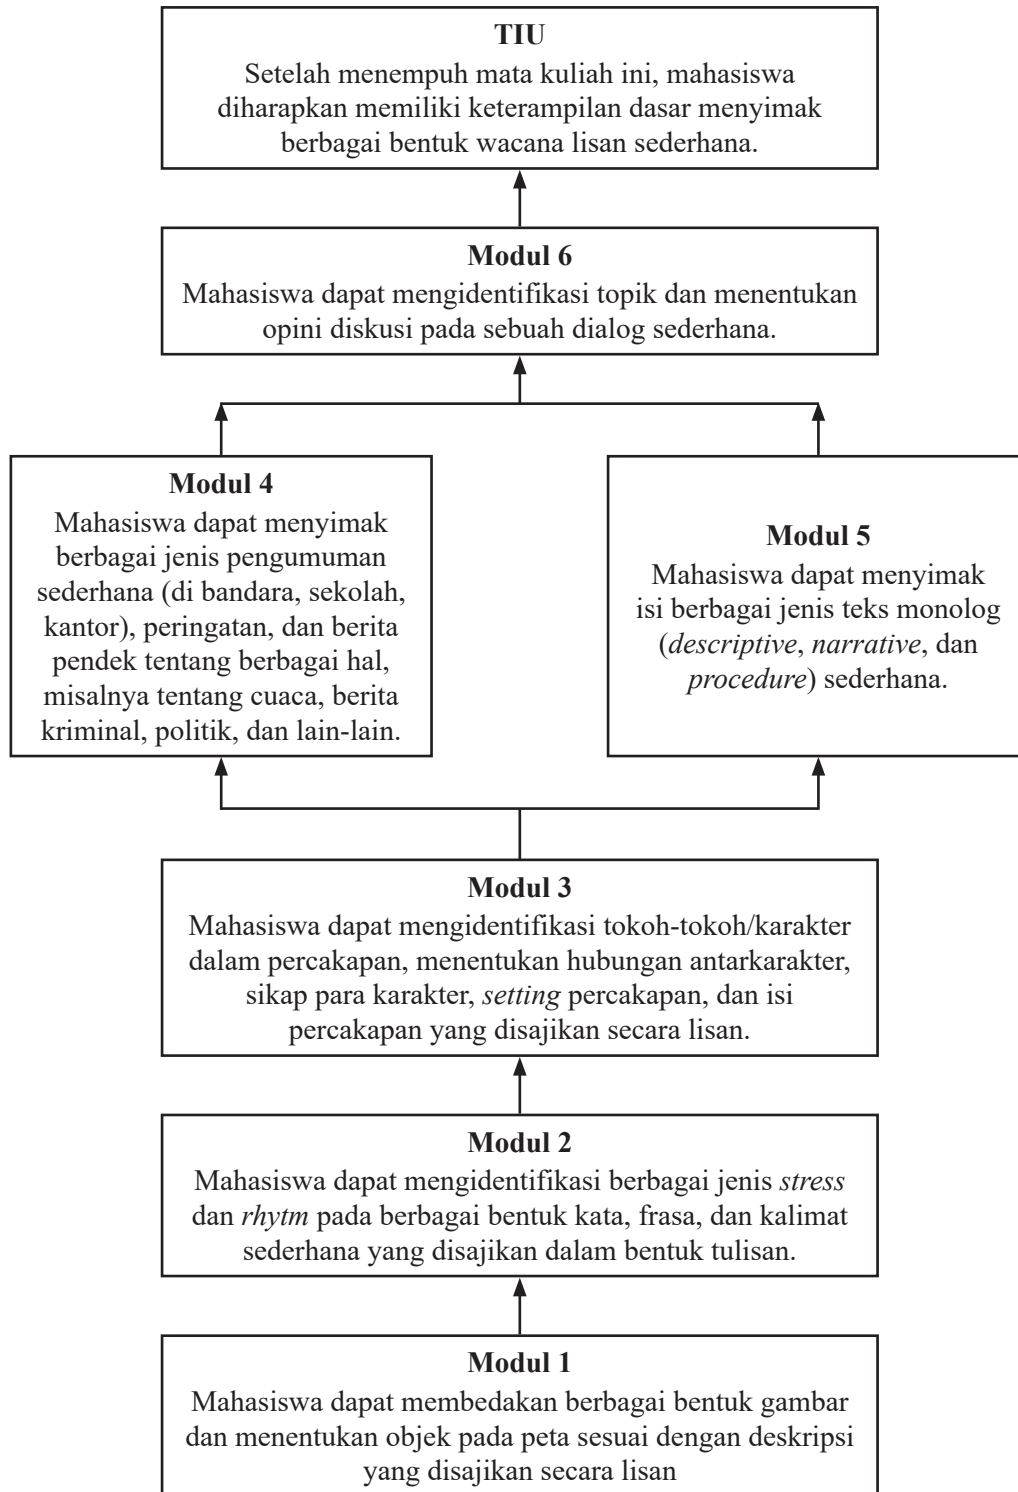 TIU
Setelah menempuh mata kuliah ini, mahasiswa
diharapkan memiliki keterampilan dasar menyimak
berbagai bentuk wacana lisan sederhana.
Modul 6
Mahasiswa dapat mengidentifikasi topik dan menentukan
opini diskusi pada sebuah dialog sederhana.
Modul 4
Mahasiswa dapat menyimak
berbagai jenis pengumuman
sederhana (di bandara, sekolah,
kantor), peringatan, dan berita
pendek tentang berbagai hal,
misalnya tentang cuaca, berita
kriminal, politik, dan lain-lain.
Modul 5
Mahasiswa dapat menyimak
isi berbagai jenis teks monolog
(descriptive, narrative, dan
procedure) sederhana.
Modul 3
Mahasiswa dapat mengidentifikasi tokoh-tokoh/karakter
dalam percakapan, menentukan hubungan antarkarakter,
sikap para karakter, setting percakapan, dan isi
percakapan yang disajikan secara lisan.
Modul 2
Mahasiswa dapat mengidentifikasi berbagai jenis stress
dan rhytm pada berbagai bentuk kata, frasa, dan kalimat
sederhana yang disajikan dalam bentuk tulisan.
Modul 1
Mahasiswa dapat membedakan berbagai bentuk gambar
dan menentukan objek pada peta sesuai dengan deskripsi
yang disajikan secara lisan